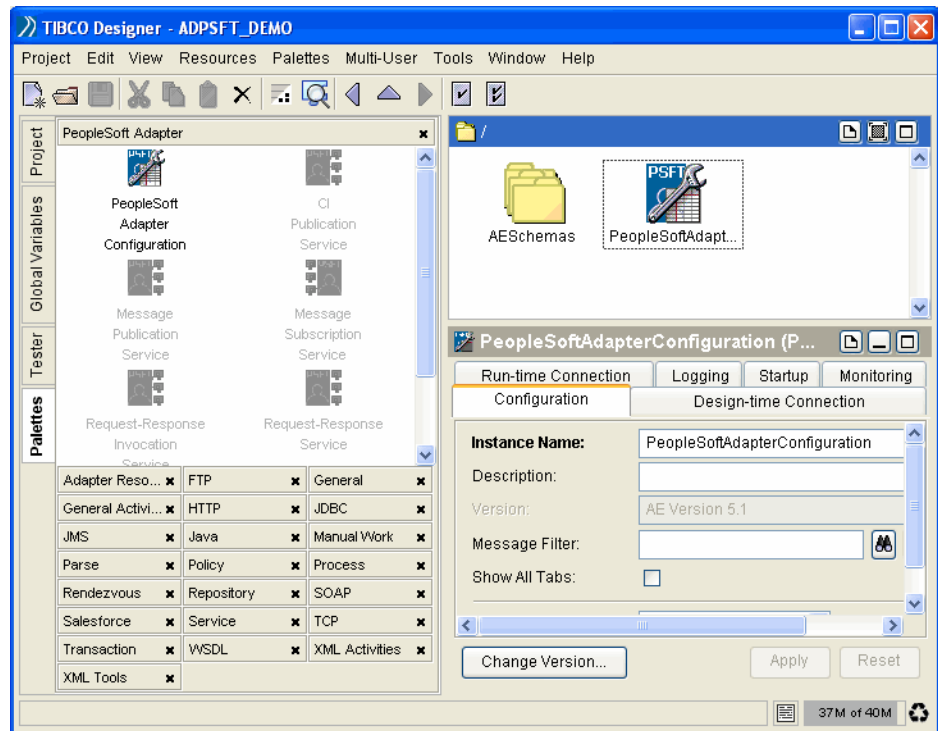 TIBCO Designer - ADPSFT_DEMO
Project Edit View Resources Palettes Multi-User Tools Window Help
Project
Global Variables
Tester
Palettes
PeopleSoft Adapter
PeopleSoft
Adapter
Configuration
CI
Publication
Service
Message
Publication
Service
Message
Subscription
Service
Request-Response
Invocation
Service
Request-Response
Service
Adapter Reso... FTP General
General Activi... HTTP JDBC
JMS Java Manual Work
Parse Policy Process
Rendezvous Repository SOAP
Salesforce Service TCP
Transaction WSDL XML Activities
XML Tools
/
AESchemas
PSFT
PeopleSoftAdapt...
PeopleSoftAdapterConfiguration (P...
Run-time Connection Logging Startup Monitoring
Configuration Design-time Connection
Instance Name: PeopleSoftAdapterConfiguration
Description:
Version: AE Version 5.1
Message Filter:
Show All Tabs:
Change Version... Apply Reset
37M of 40M